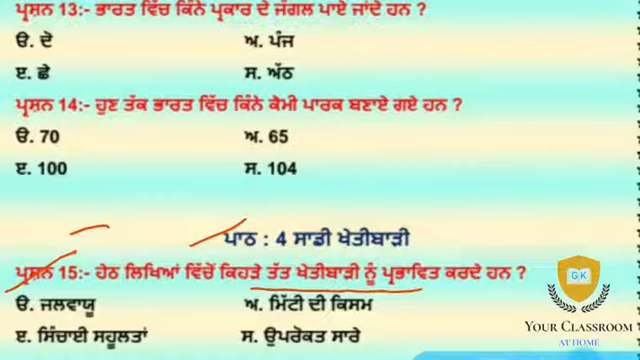 ਪ੍ਰਸ਼ਨ 13:- ਭਾਰਤ ਵਿੱਚ ਕਿੰਨੇ ਪ੍ਰਕਾਰ ਦੇ ਜੰਗਲ ਪਾਏ ਜਾਂਦੇ ਹਨ ?
ੳ. ਦੋ ਅ. ਪੰਜ
ੲ. ਛੇ ਸ. ਅੱਠ
ਪ੍ਰਸ਼ਨ 14:- ਹੁਣ ਤੱਕ ਭਾਰਤ ਵਿੱਚ ਕਿੰਨੇ ਕੌਮੀ ਪਾਰਕ ਬਣਾਏ ਗਏ ਹਨ ?
ੳ. 70 ਅ. 65
ੲ. 100 ਸ. 104
ਪਾਠ : 4 ਸਾਡੀ ਖੇਤੀਬਾੜੀ
ਪ੍ਰਸ਼ਨ 15:- ਹੇਠ ਲਿਖਿਆਂ ਵਿੱਚੋਂ ਕਿਹੜੇ ਤੱਤ ਖੇਤੀਬਾੜੀ ਨੂੰ ਪ੍ਰਭਾਵਿਤ ਕਰਦੇ ਹਨ ?
ੳ. ਜਲਵਾਯੂ ਅ. ਮਿੱਟੀ ਦੀ ਕਿਸਮ
ੲ. ਸਿੰਚਾਈ ਸਹੂਲਤਾਂ ਸ. ਉਪਰੋਕਤ ਸਾਰੇ
GK
YOUR CLASSROOM
AT HOME